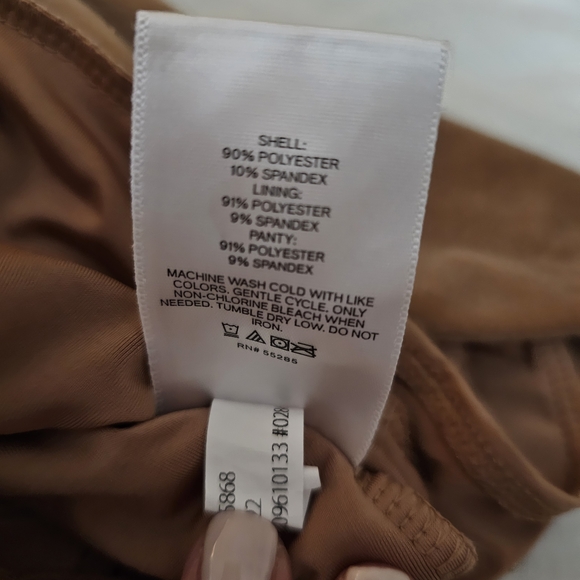 SHELL:
90% POLYESTER
10% SPANDEX
LINING:
91% POLYESTER
9% SPANDEX
PANTY:
91% POLYESTER
9% SPANDEX
MACHINE WASH COLD WITH LIKE
COLORS. GENTLE CYCLE. ONLY
NON-CHLORINE BLEACH WHEN
NEEDED. TUMBLE DRY LOW. DO NOT
IRON.
RN# 55285